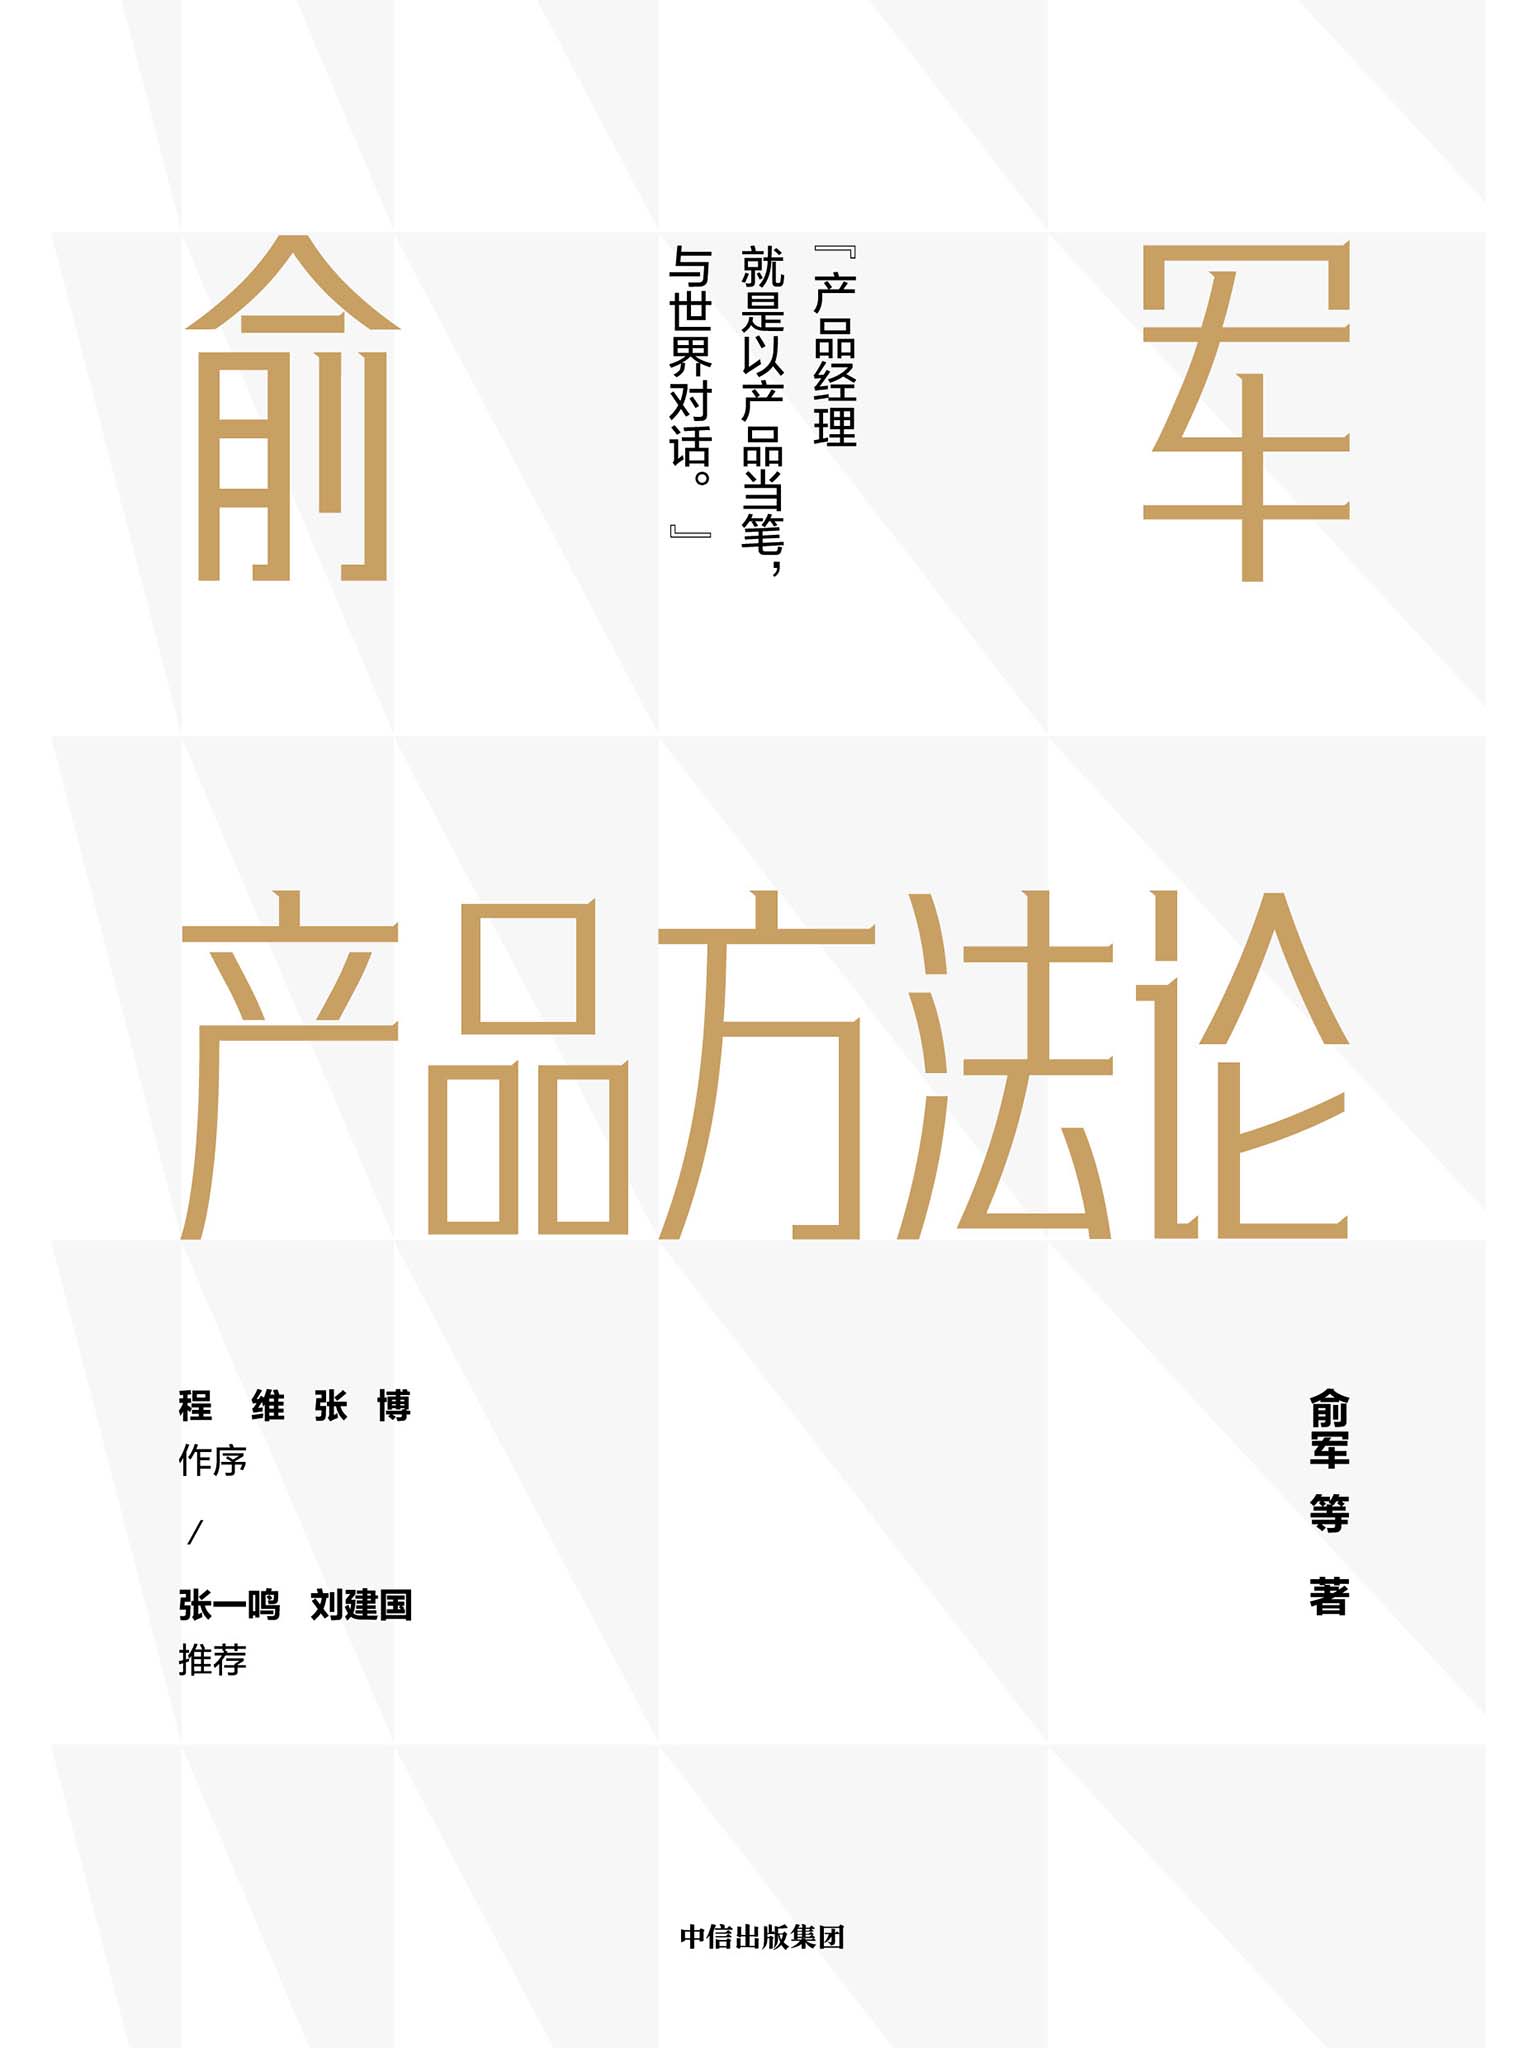 俞军
『产品经理
就是以产品当笔，
与世界对话。』
产品方法论
程 维 张 博
作序
/
张一鸣 刘建国
推荐
俞军 等 著
中信出版集团